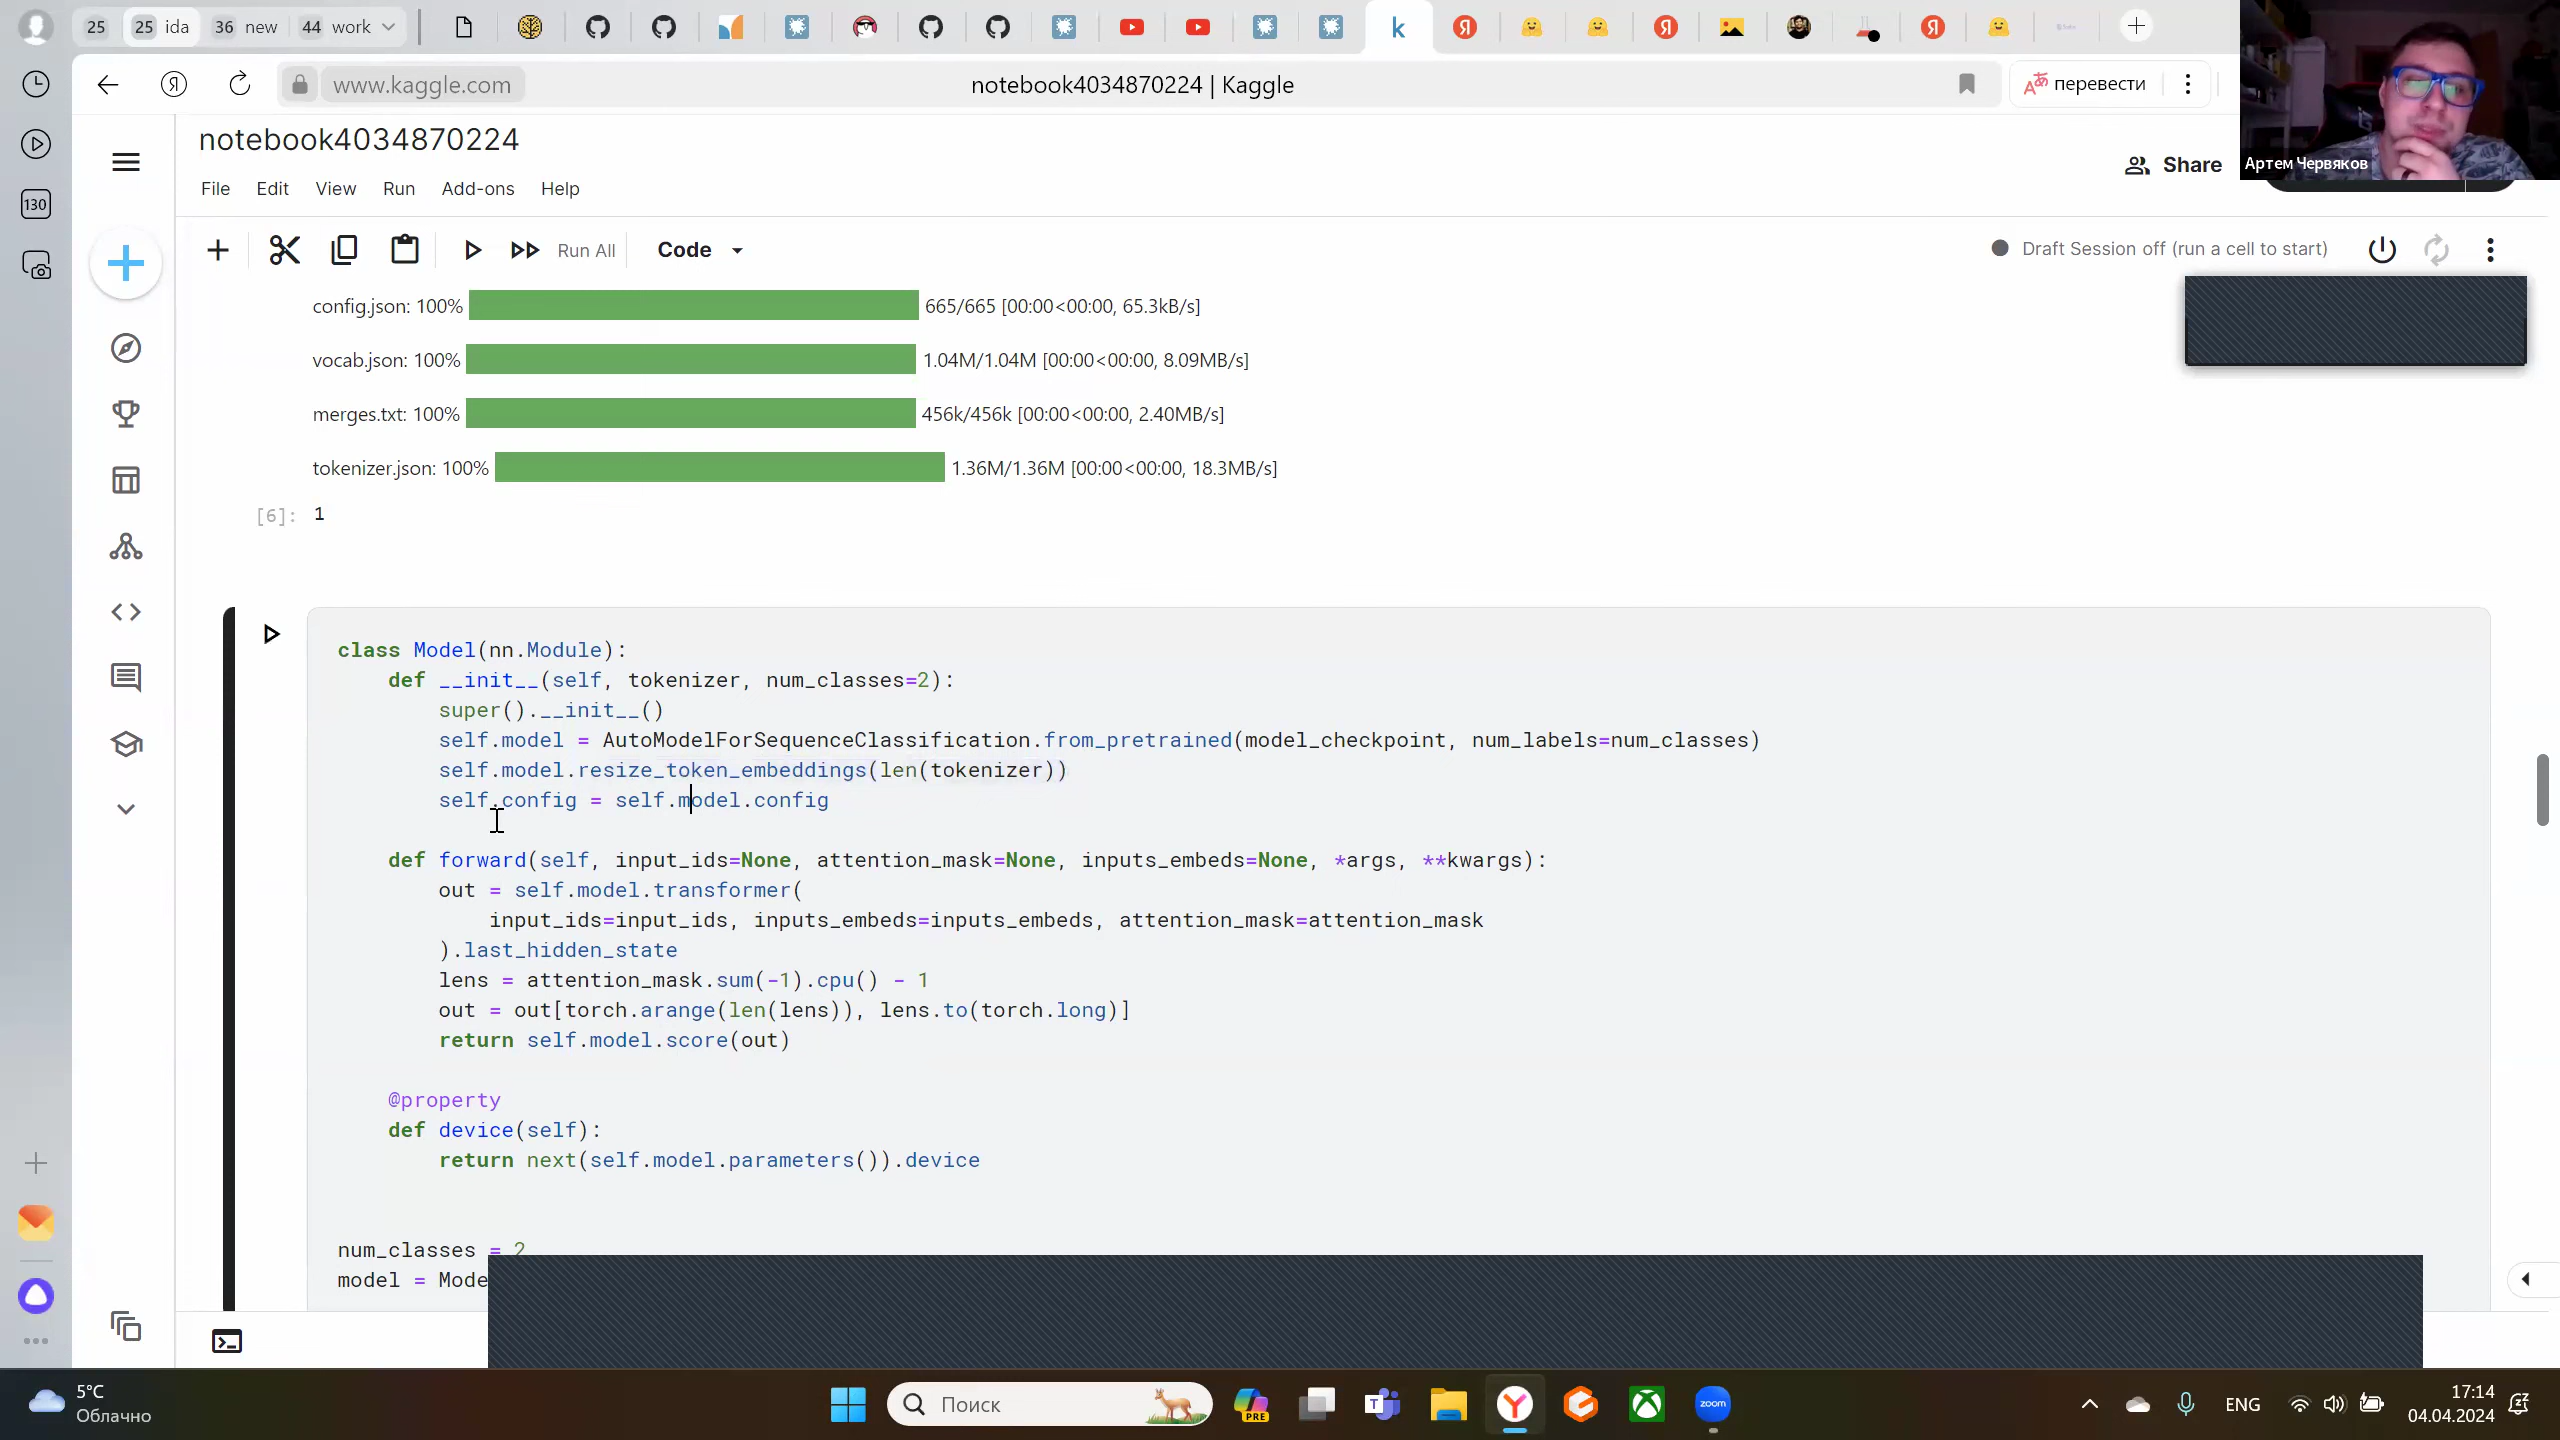 25 25 ida 36 new 44 work
www.kaggle.com notebook4034870224 | Kaggle перевести
Артем Червяков
130
notebook4034870224
Share
File Edit View Run Add-ons Help
Run All Code Draft Session off (run a cell to start)
config.json: 100% 665/665 [00:00<00:00, 65.3kB/s]
vocab.json: 100% 1.04M/1.04M [00:00<00:00, 8.09MB/s]
merges.txt: 100% 456k/456k [00:00<00:00, 2.40MB/s]
tokenizer.json: 100% 1.36M/1.36M [00:00<00:00, 18.3MB/s]
[6]: 1
class Model(nn.Module):
def __init__(self, tokenizer, num_classes=2):
super().__init__()
self.model = AutoModelForSequenceClassification.from_pretrained(model_checkpoint, num_labels=num_classes)
self.model.resize_token_embeddings(len(tokenizer))
self.config = self.model.config
def forward(self, input_ids=None, attention_mask=None, inputs_embeds=None, *args, **kwargs):
out = self.model.transformer(
input_ids=input_ids, inputs_embeds=inputs_embeds, attention_mask=attention_mask
).last_hidden_state
lens = attention_mask.sum(-1).cpu() - 1
out = out[torch.arange(len(lens)), lens.to(torch.long)]
return self.model.score(out)
@property
def device(self):
return next(self.model.parameters()).device
num_classes = 2
model = Mode
5°C
Облачно
Поиск
PRE
zoom
ENG
17:14
04.04.2024